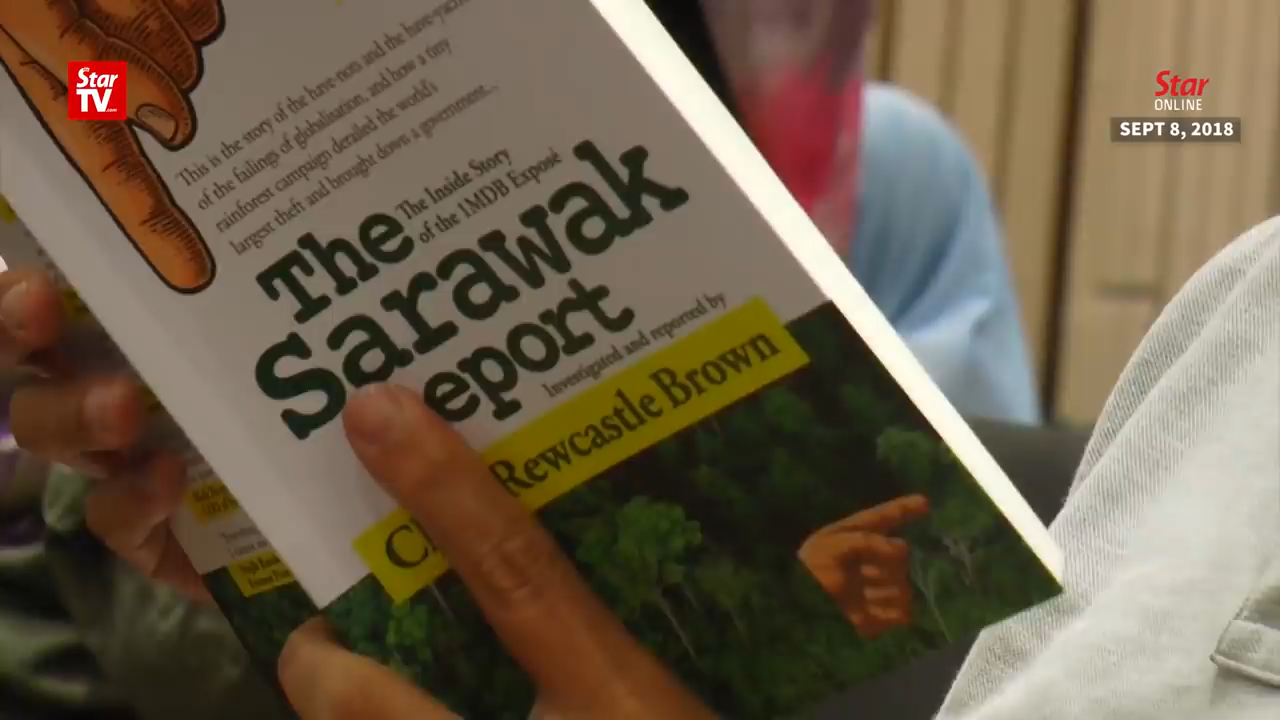 Star
TV.com
Star
ONLINE
SEPT 8, 2018
This is the story of the have-nots and the have-yachts
of the failings of globalisation, and how a tiny
rainforest campaign derailed the world's
largest theft and brought down a government...
The
The Inside Story
of the 1MDB Exposé
Sarawak
eport
Investigated and reported by
Rewcastle Brown